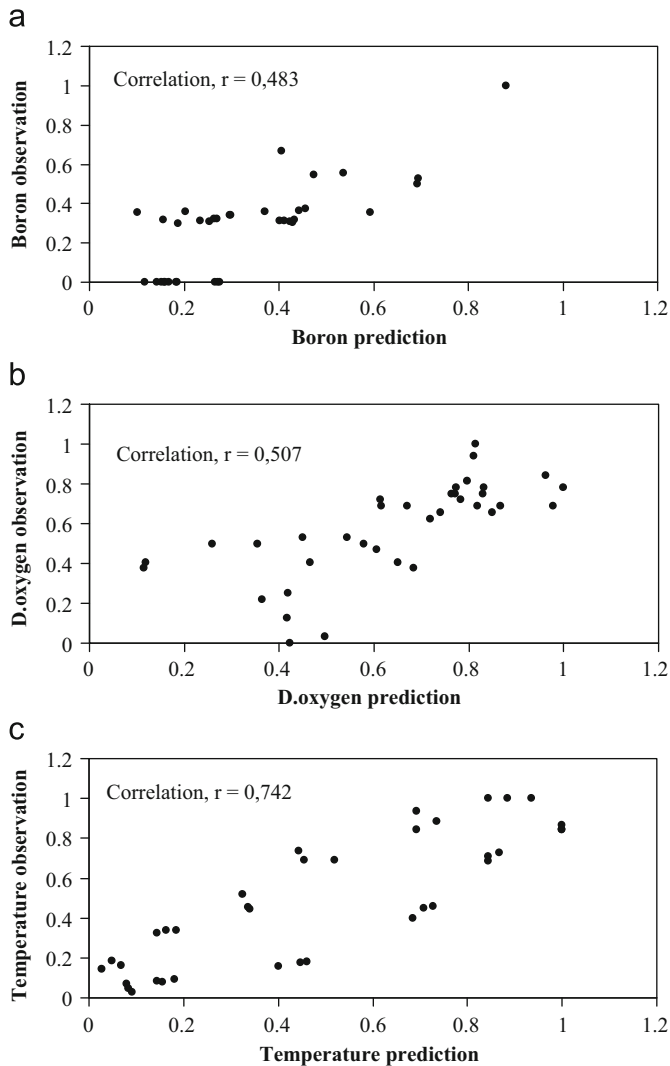 a
1.2
Correlation, r = 0,483
1
0.8
0.6
0.4
0.2
0
Boron observation
0 0.2 0.4 0.6 0.8 1 1.2
Boron prediction
b
1.2
1
Correlation, r = 0,507
0.8
0.6
0.4
0.2
0
D.oxygen observation
0 0.2 0.4 0.6 0.8 1 1.2
D.oxygen prediction
c
1.2
Correlation, r = 0,742
1
0.8
0.6
0.4
0.2
0
Temperature observation
0 0.2 0.4 0.6 0.8 1 1.2
Temperature prediction